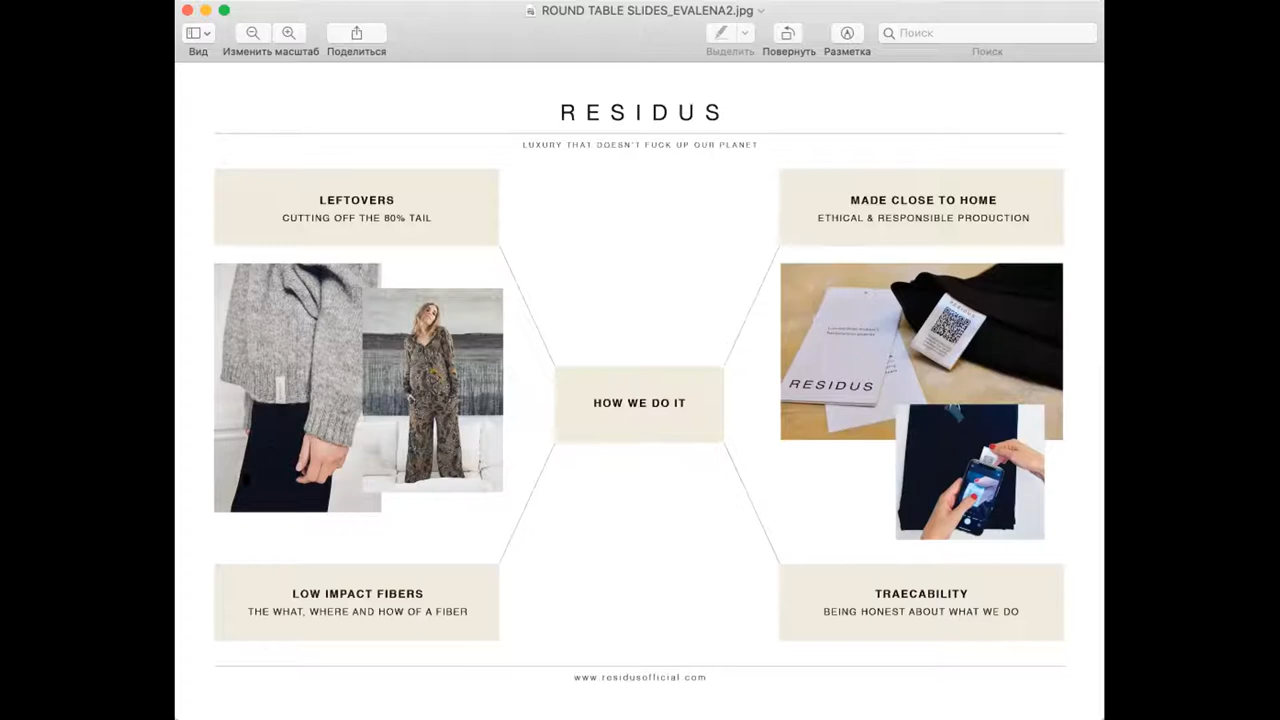 ROUND TABLE SLIDES_EVALENA2.jpg
Вид
Изменить масштаб
Поделиться
Выделить
Повернуть
Разметка
Поиск
Поиск
RESIDUS
LUXURY THAT DOESN'T FUCK UP OUR PLANET
LEFTOVERS
CUTTING OFF THE 80% TAIL
MADE CLOSE TO HOME
ETHICAL & RESPONSIBLE PRODUCTION
RESIDUS
RESIDUS
HOW WE DO IT
LOW IMPACT FIBERS
THE WHAT, WHERE AND HOW OF A FIBER
TRAECABILITY
BEING HONEST ABOUT WHAT WE DO
www.residusofficial.com